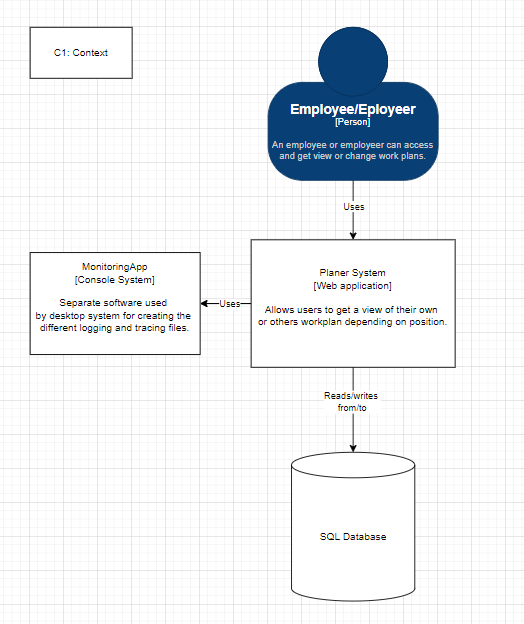 C1: Context
Employee/Eployeer
[Person]
An employee or employeer can access
and get view or change work plans.
Uses
MonitoringApp
[Console System]
Separate software used
by desktop system for creating the
different logging and tracing files.
Uses
Planer System
[Web application]
Allows users to get a view of their own
or others workplan depending on position.
Reads/writes
from/to
SQL Database